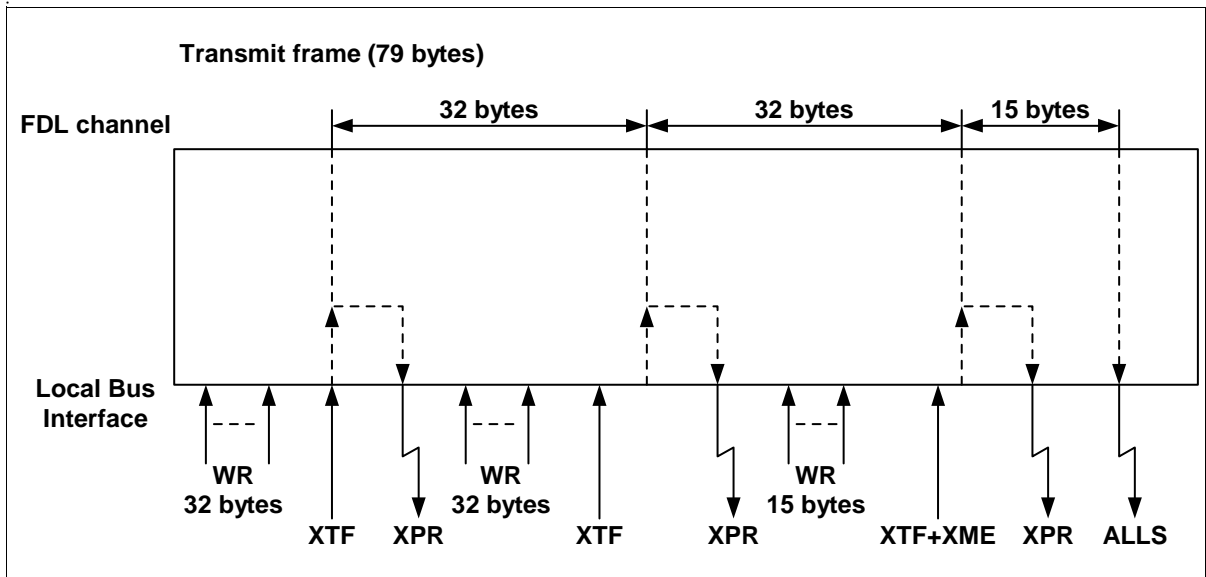 Transmit frame (79 bytes)
32 bytes
32 bytes
15 bytes
FDL channel
Local Bus
Interface
WR
32 bytes
WR
32 bytes
WR
15 bytes
XTF
XPR
XTF
XPR
XTF+XME
XPR
ALLS